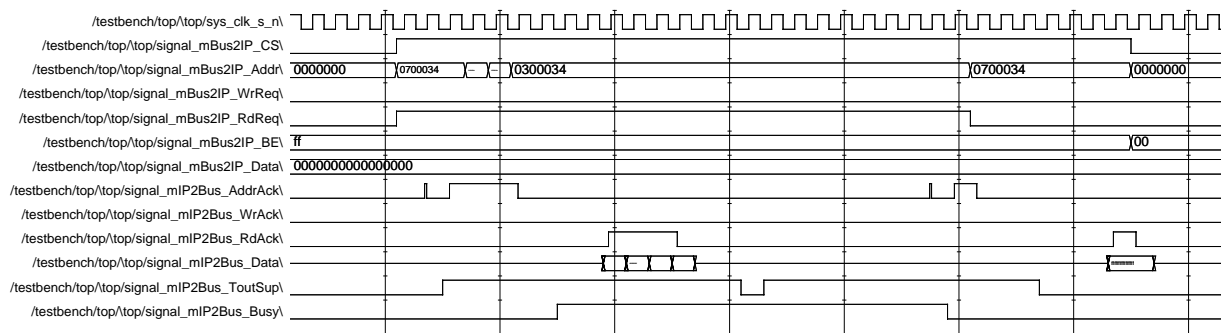 /testbench/top/\top/sys_clk_s_n\
/testbench/top/\top/signal_mBus2IP_CS\
/testbench/top/\top/signal_mBus2IP_Addr\ 0000000 0700034 0300034 0700034 0000000
/testbench/top/\top/signal_mBus2IP_WrReq\
/testbench/top/\top/signal_mBus2IP_RdReq\
/testbench/top/\top/signal_mBus2IP_BE\ ff 00
/testbench/top/\top/signal_mBus2IP_Data\ 0000000000000000
/testbench/top/\top/signal_mIP2Bus_AddrAck\
/testbench/top/\top/signal_mIP2Bus_WrAck\
/testbench/top/\top/signal_mIP2Bus_RdAck\
/testbench/top/\top/signal_mIP2Bus_Data\
/testbench/top/\top/signal_mIP2Bus_ToutSup\
/testbench/top/\top/signal_mIP2Bus_Busy\